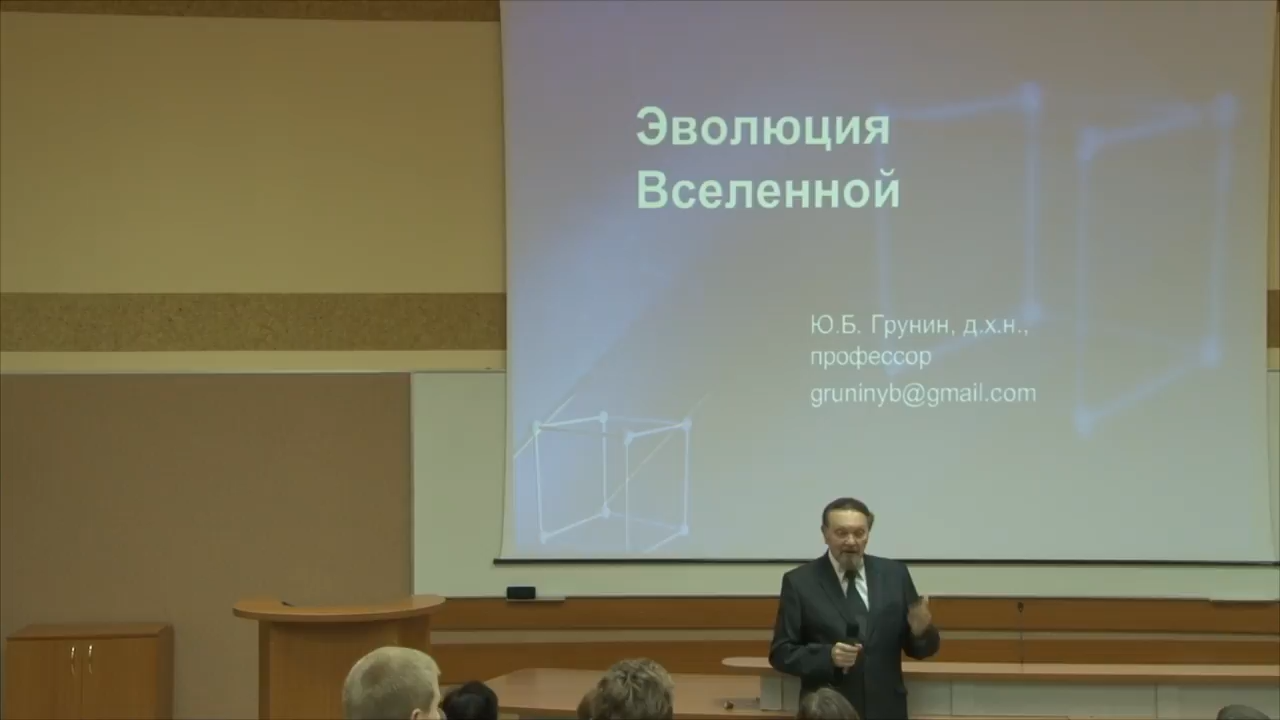 Эволюция
Вселенной
Ю.Б. Грунин, д.х.н.,
профессор
gruninyb@gmail.com